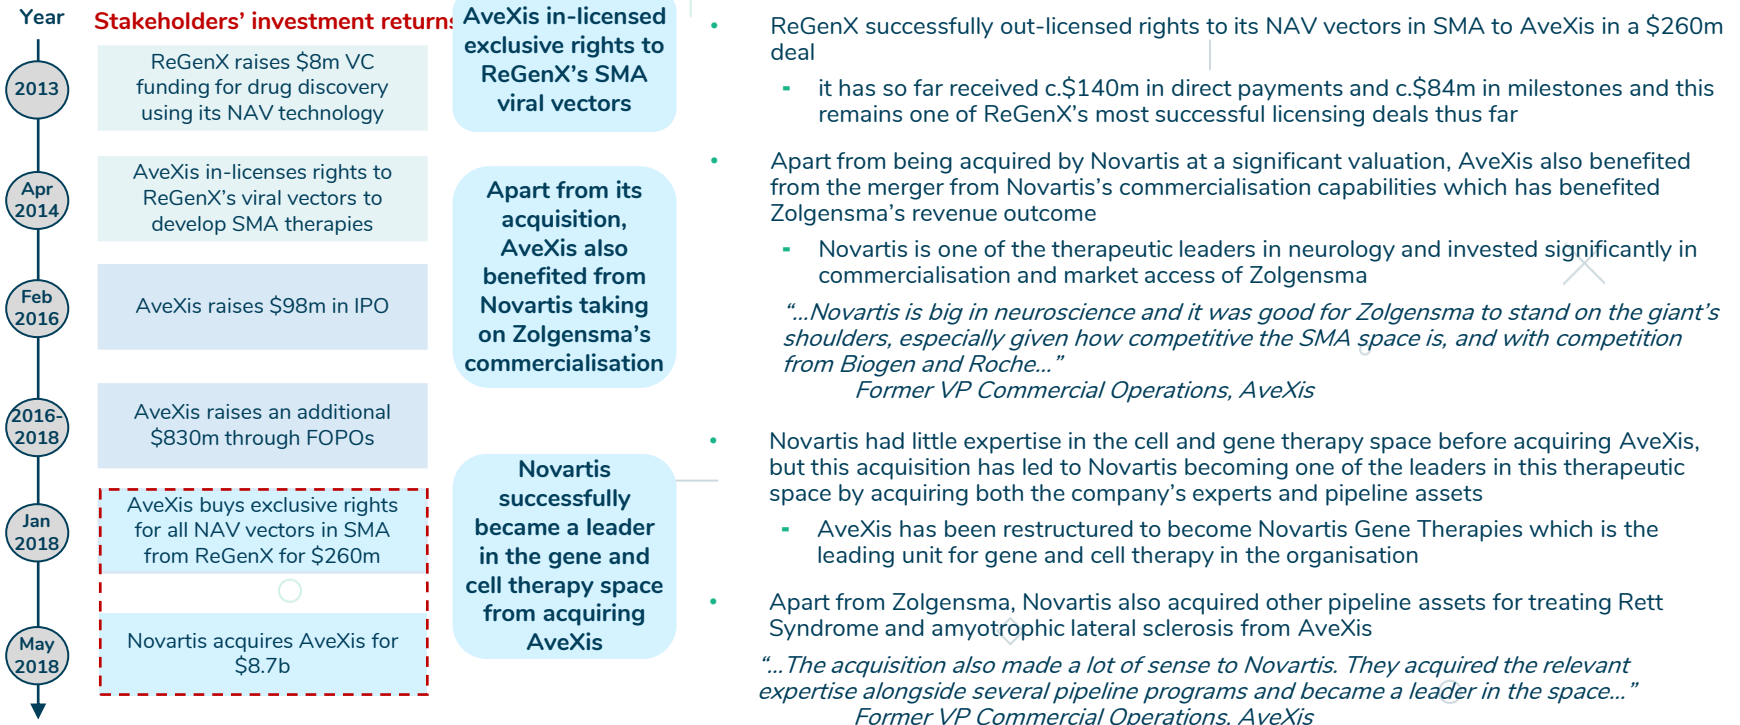 Year
Stakeholders’ investment returns
2013
ReGenX raises $8m VC
funding for drug discovery
using its NAV technology
Apr
2014
AveXis in-licenses rights to
ReGenX’s viral vectors to
develop SMA therapies
Feb
2016
AveXis raises $98m in IPO
2016-
2018
AveXis raises an additional
$830m through FOPOs
Jan
2018
AveXis buys exclusive rights
for all NAV vectors in SMA
from ReGenX for $260m
May
2018
Novartis acquires AveXis for
$8.7b
AveXis in-licensed
exclusive rights to
ReGenX’s SMA
viral vectors
Apart from its
acquisition,
AveXis also
benefited from
Novartis taking
on Zolgensma’s
commercialisation
Novartis
successfully
became a leader
in the gene and
cell therapy space
from acquiring
AveXis
• ReGenX successfully out-licensed rights to its NAV vectors in SMA to AveXis in a $260m
deal
- it has so far received c.$140m in direct payments and c.$84m in milestones and this
remains one of ReGenX’s most successful licensing deals thus far
• Apart from being acquired by Novartis at a significant valuation, AveXis also benefited
from the merger from Novartis’s commercialisation capabilities which has benefited
Zolgensma’s revenue outcome
- Novartis is one of the therapeutic leaders in neurology and invested significantly in
commercialisation and market access of Zolgensma
“…Novartis is big in neuroscience and it was good for Zolgensma to stand on the giant’s
shoulders, especially given how competitive the SMA space is, and with competition
from Biogen and Roche…”
Former VP Commercial Operations, AveXis
• Novartis had little expertise in the cell and gene therapy space before acquiring AveXis,
but this acquisition has led to Novartis becoming one of the leaders in this therapeutic
space by acquiring both the company’s experts and pipeline assets
- AveXis has been restructured to become Novartis Gene Therapies which is the
leading unit for gene and cell therapy in the organisation
• Apart from Zolgensma, Novartis also acquired other pipeline assets for treating Rett
Syndrome and amyotrophic lateral sclerosis from AveXis
“…The acquisition also made a lot of sense to Novartis. They acquired the relevant
expertise alongside several pipeline programs and became a leader in the space…”
Former VP Commercial Operations, AveXis